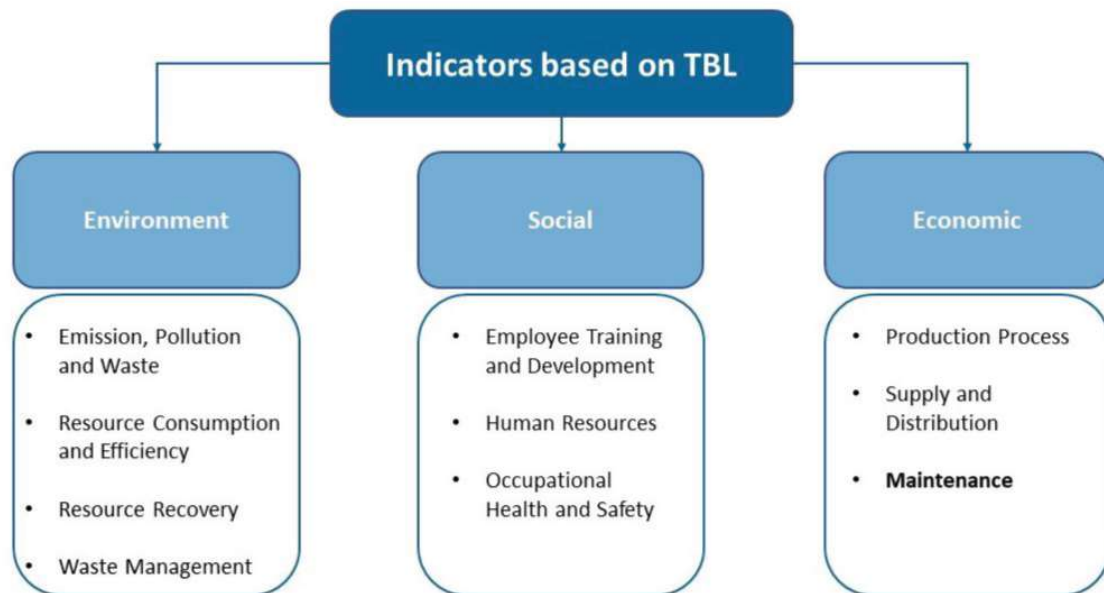 Indicators based on TBL
Environment
• Emission, Pollution
and Waste
• Resource Consumption
and Efficiency
• Resource Recovery
• Waste Management
Social
• Employee Training
and Development
• Human Resources
• Occupational
Health and Safety
Economic
• Production Process
• Supply and
Distribution
• Maintenance